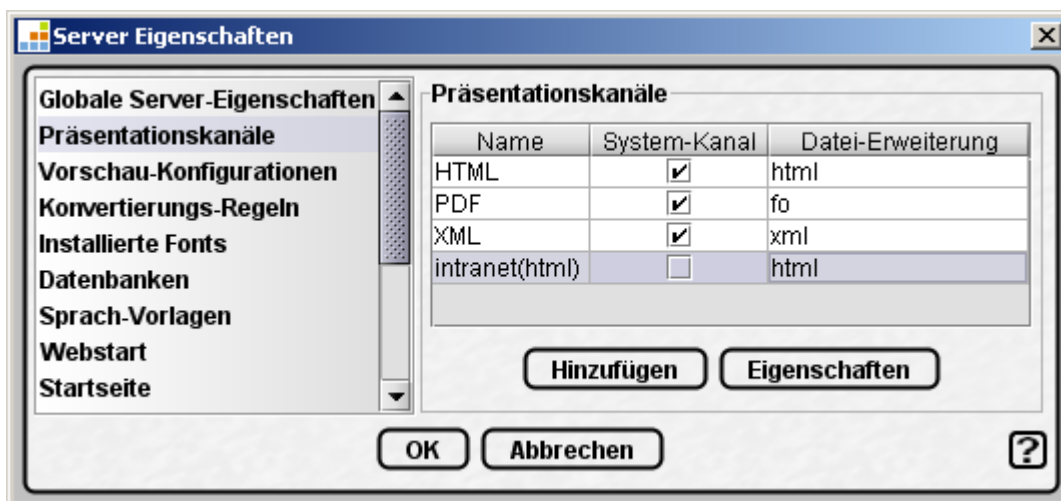 Server Eigenschaften
Globale Server-Eigenschaften
Präsentationskanäle
Vorschau-Konfigurationen
Konvertierungs-Regeln
Installierte Fonts
Datenbanken
Sprach-Vorlagen
Webstart
Startseite
Präsentationskanäle
Name System-Kanal Datei-Erweiterung
HTML html
PDF fo
XML xml
intranet(html) html
Hinzufügen Eigenschaften
OK Abbrechen ?